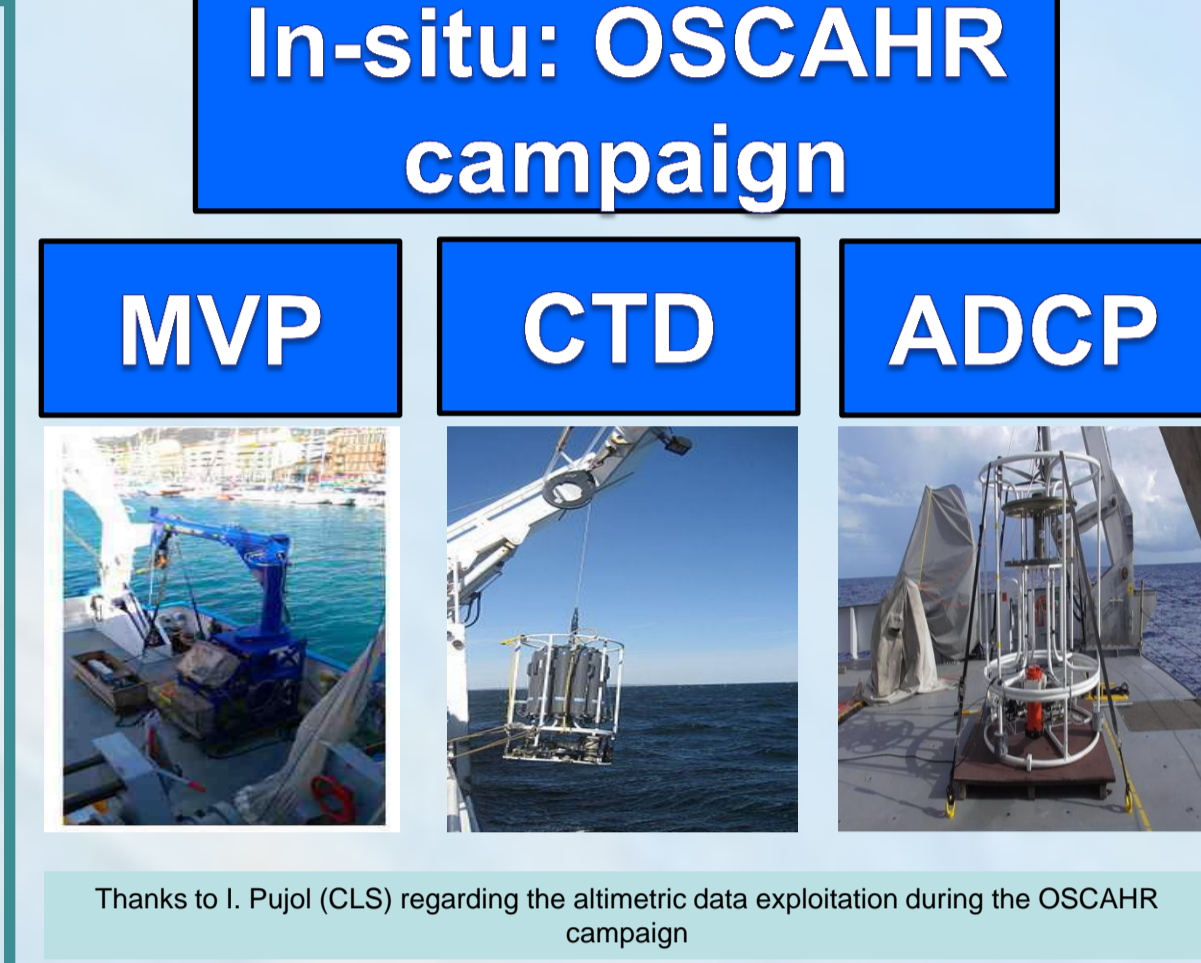 In-situ: OSCAHR
campaign
MVP
CTD
ADCP
Thanks to I. Pujol (CLS) regarding the altimetric data exploitation during the OSCAHR
campaign